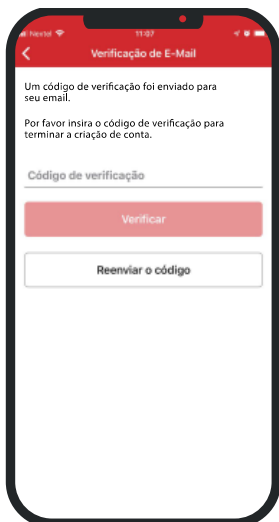 Nextel 11:07
Verificação de E-Mail
Um código de verificação foi enviado para
seu email.
Por favor insira o código de verificação para
terminar a criação de conta.
Código de verificação
Verificar
Reenviar o código